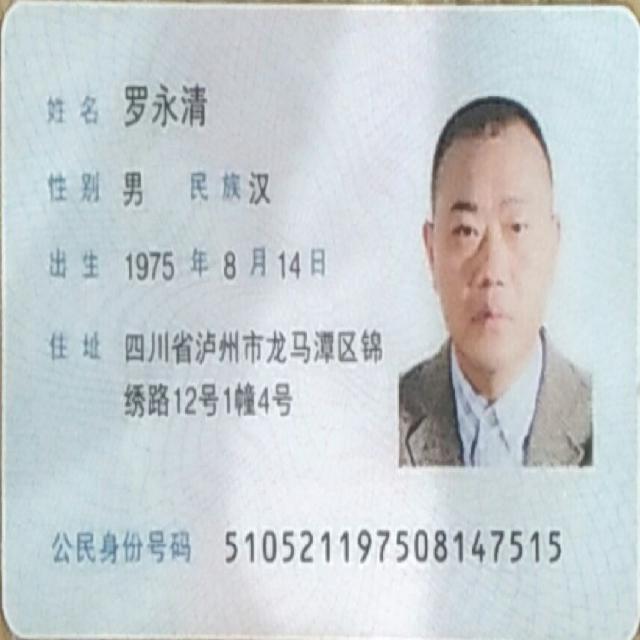 姓名 罗永清
性别 男 民族 汉
出生 1975 年 8 月 14 日
住址 四川省泸州市龙马潭区锦
绣路12号1幢4号
公民身份号码 510521197508147515